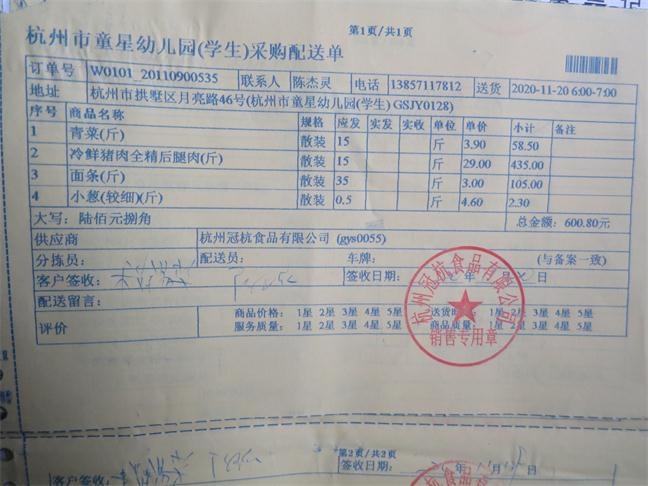 第1页/共1页
杭州市童星幼儿园(学生)采购配送单
订单号 W0101_20110900535 联系人 陈杰灵 电话 13857117812 送货 2020-11-20 6:00-7:00
地址 杭州市拱墅区月亮路46号(杭州市童星幼儿园(学生) GSJY0128)
序号 商品名称 规格 应发 实发 实收 单位 单价 小计 备注
1 青菜(斤) 散装 15 斤 3.90 58.50
2 冷鲜猪肉全精后腿肉(斤) 散装 15 斤 29.00 435.00
3 面条(斤) 散装 35 斤 3.00 105.00
4 小葱(较细)(斤) 散装 0.5 斤 4.60 2.30
大写: 陆佰元捌角 总金额: 600.80元
供应商 杭州冠杭食品有限公司 (gys0055)
分拣员: 配送员: 车牌: (与备案一致)
客户签收: 签收日期: 年 月 日
配送留言:
评价 商品价格: 1星 2星 3星 4星 5星 送货时 1星 2星 3星 4星 5星
服务质量: 1星 2星 3星 4星 5星 商品质量: 1星 2星 3星 4星 5星
杭州冠杭食品有限公司
销售专用章
第2页/共2页
客户签收: 签收日期: 年